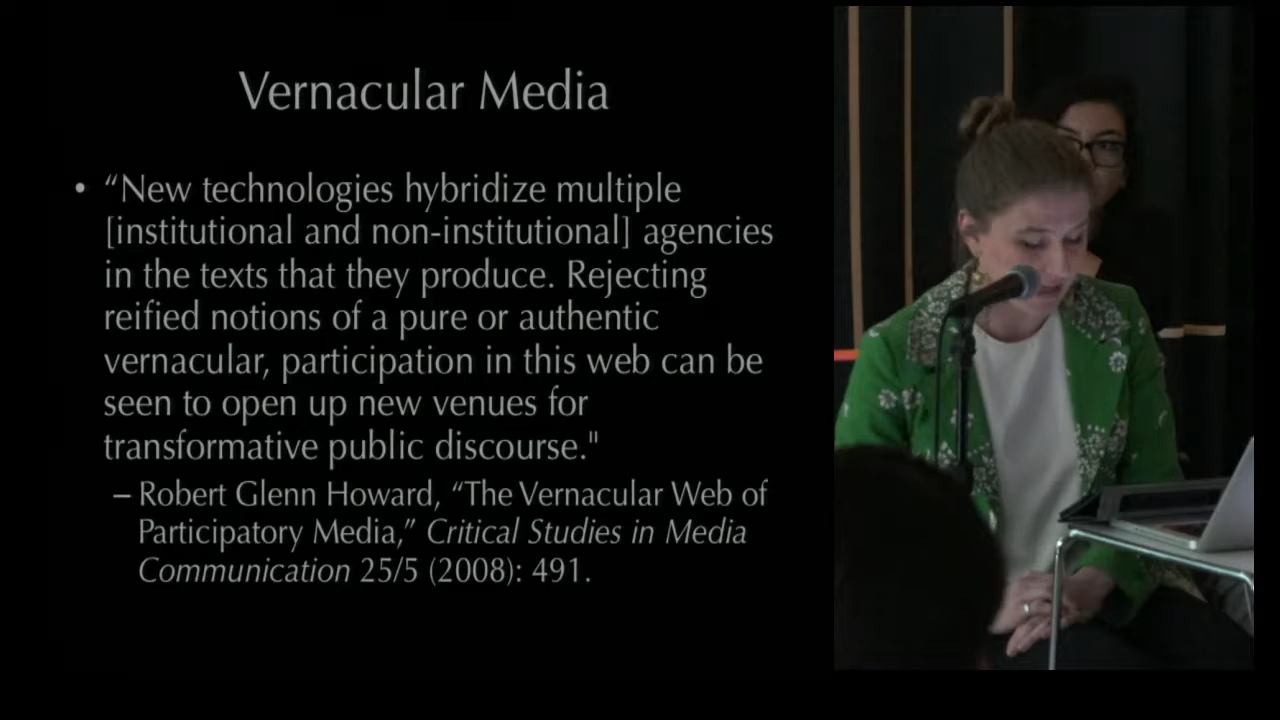 Vernacular Media
• “New technologies hybridize multiple
[institutional and non-institutional] agencies
in the texts that they produce. Rejecting
reified notions of a pure or authentic
vernacular, participation in this web can be
seen to open up new venues for
transformative public discourse."
– Robert Glenn Howard, “The Vernacular Web of
Participatory Media,” Critical Studies in Media
Communication 25/5 (2008): 491.